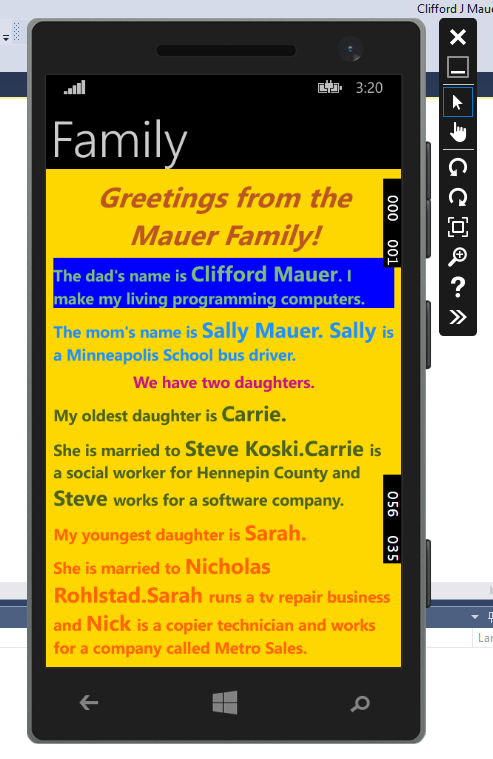 Clifford J Mau
3:20
Family
Greetings from the
Mauer Family!
000 001
The dad's name is Clifford Mauer. I
make my living programming computers.
The mom's name is Sally Mauer. Sally is
a Minneapolis School bus driver.
We have two daughters.
My oldest daughter is Carrie.
She is married to Steve Koski.Carrie is
a social worker for Hennepin County and
Steve works for a software company.
056 035
My youngest daughter is Sarah.
She is married to Nicholas
Rohlstad.Sarah runs a tv repair business
and Nick is a copier technician and works
for a company called Metro Sales.